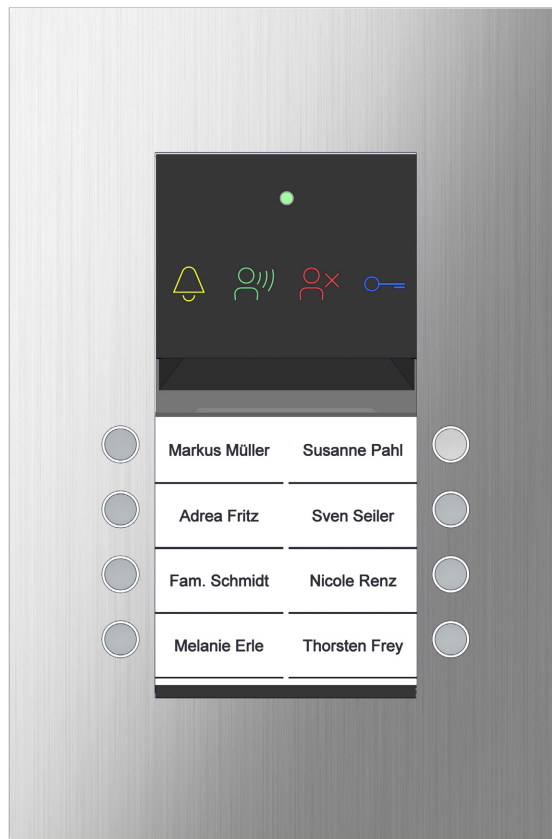 Markus Müller Susanne Pahl
Adrea Fritz Sven Seiler
Fam. Schmidt Nicole Renz
Melanie Erle Thorsten Frey